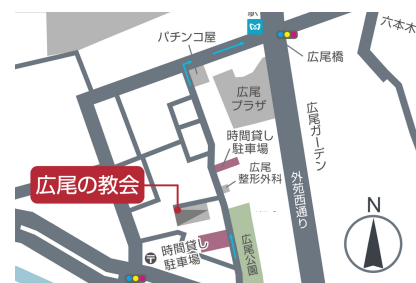 駅
六本木
パチンコ屋
広尾橋
広尾
プラザ
広尾ガーデン
時間貸し
駐車場
広尾
整形外科
外苑西通り
広尾の教会
N
時間貸し
駐車場
広尾公園